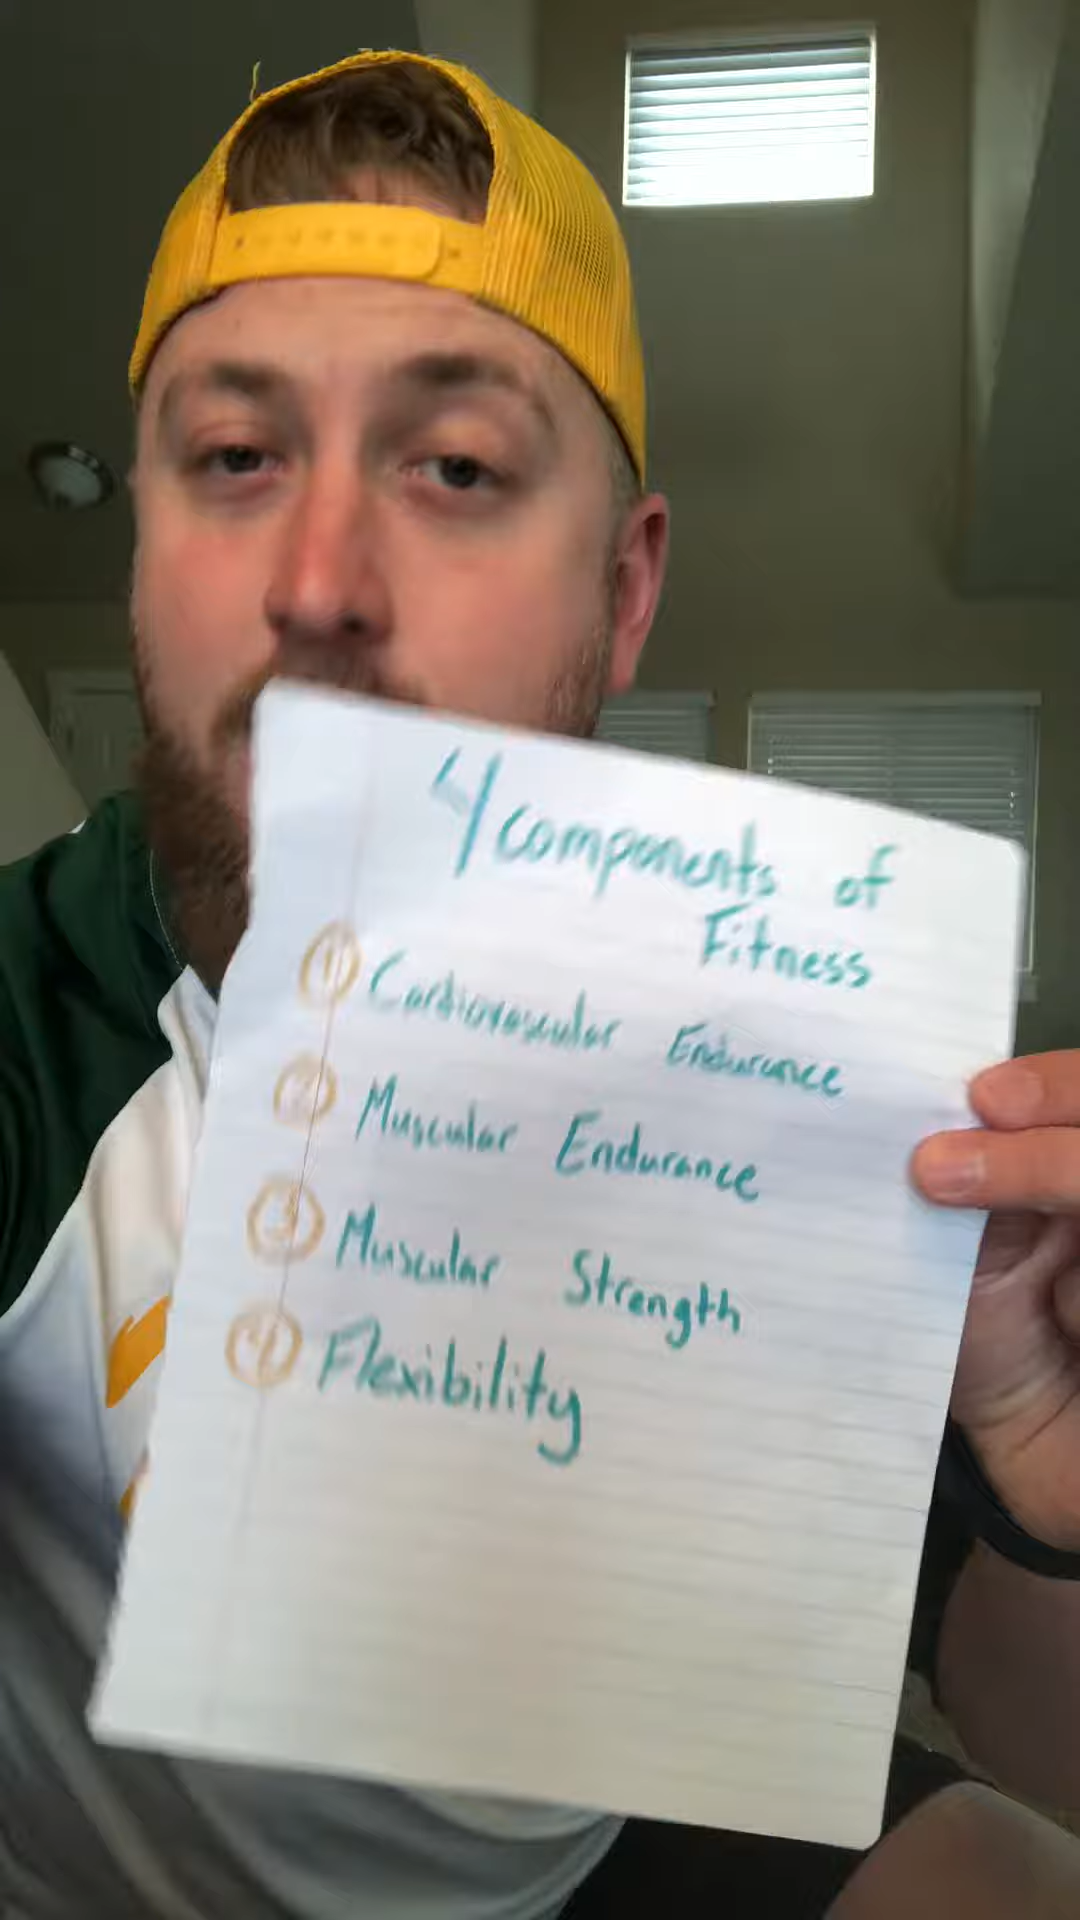 4 components of
Fitness
1 Cardiovascular Endurance
2 Muscular Endurance
3 Muscular Strength
4 Flexibility